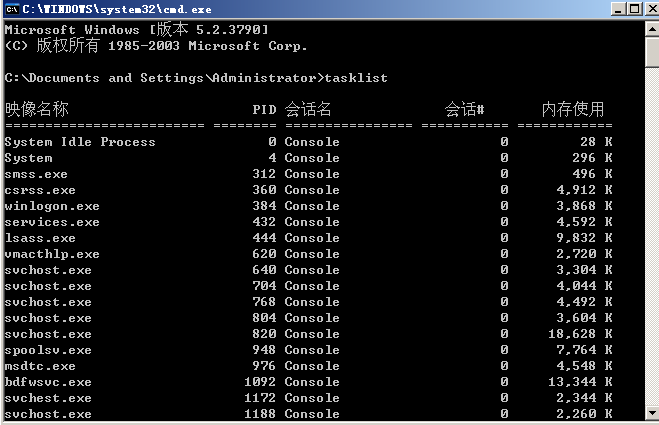 C:\WINDOWS\system32\cmd.exe
Microsoft Windows [版本 5.2.3790]
(C) 版权所有 1985-2003 Microsoft Corp.
C:\Documents and Settings\Administrator>tasklist
映像名称 PID 会话名 会话# 内存使用
========================= ======== ================ =========== ============
System Idle Process 0 Console 0 28 K
System 4 Console 0 296 K
smss.exe 312 Console 0 496 K
csrss.exe 360 Console 0 4,912 K
winlogon.exe 384 Console 0 3,868 K
services.exe 432 Console 0 4,592 K
lsass.exe 444 Console 0 9,832 K
vmacthlp.exe 620 Console 0 2,720 K
svchost.exe 640 Console 0 3,304 K
svchost.exe 704 Console 0 4,044 K
svchost.exe 768 Console 0 4,492 K
svchost.exe 804 Console 0 3,604 K
svchost.exe 820 Console 0 18,628 K
spoolsv.exe 948 Console 0 7,764 K
msdtc.exe 976 Console 0 4,548 K
bdfwsvc.exe 1092 Console 0 13,344 K
svchest.exe 1172 Console 0 2,344 K
svchost.exe 1188 Console 0 2,260 K